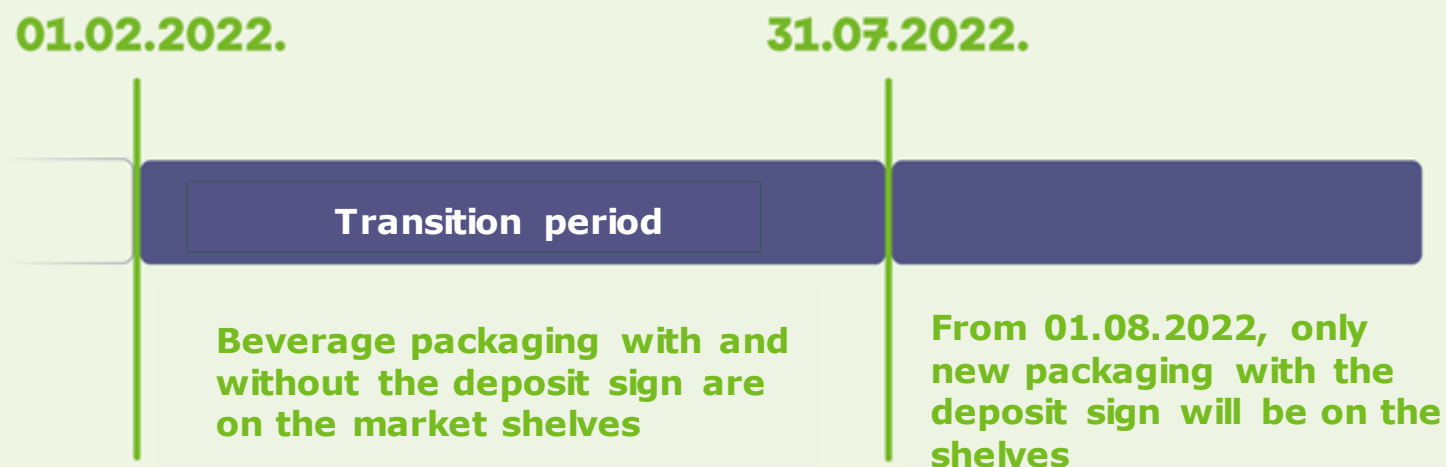 01.02.2022.
31.07.2022.
Transition period
Beverage packaging with and
without the deposit sign are
on the market shelves
From 01.08.2022, only
new packaging with the
deposit sign will be on the
shelves